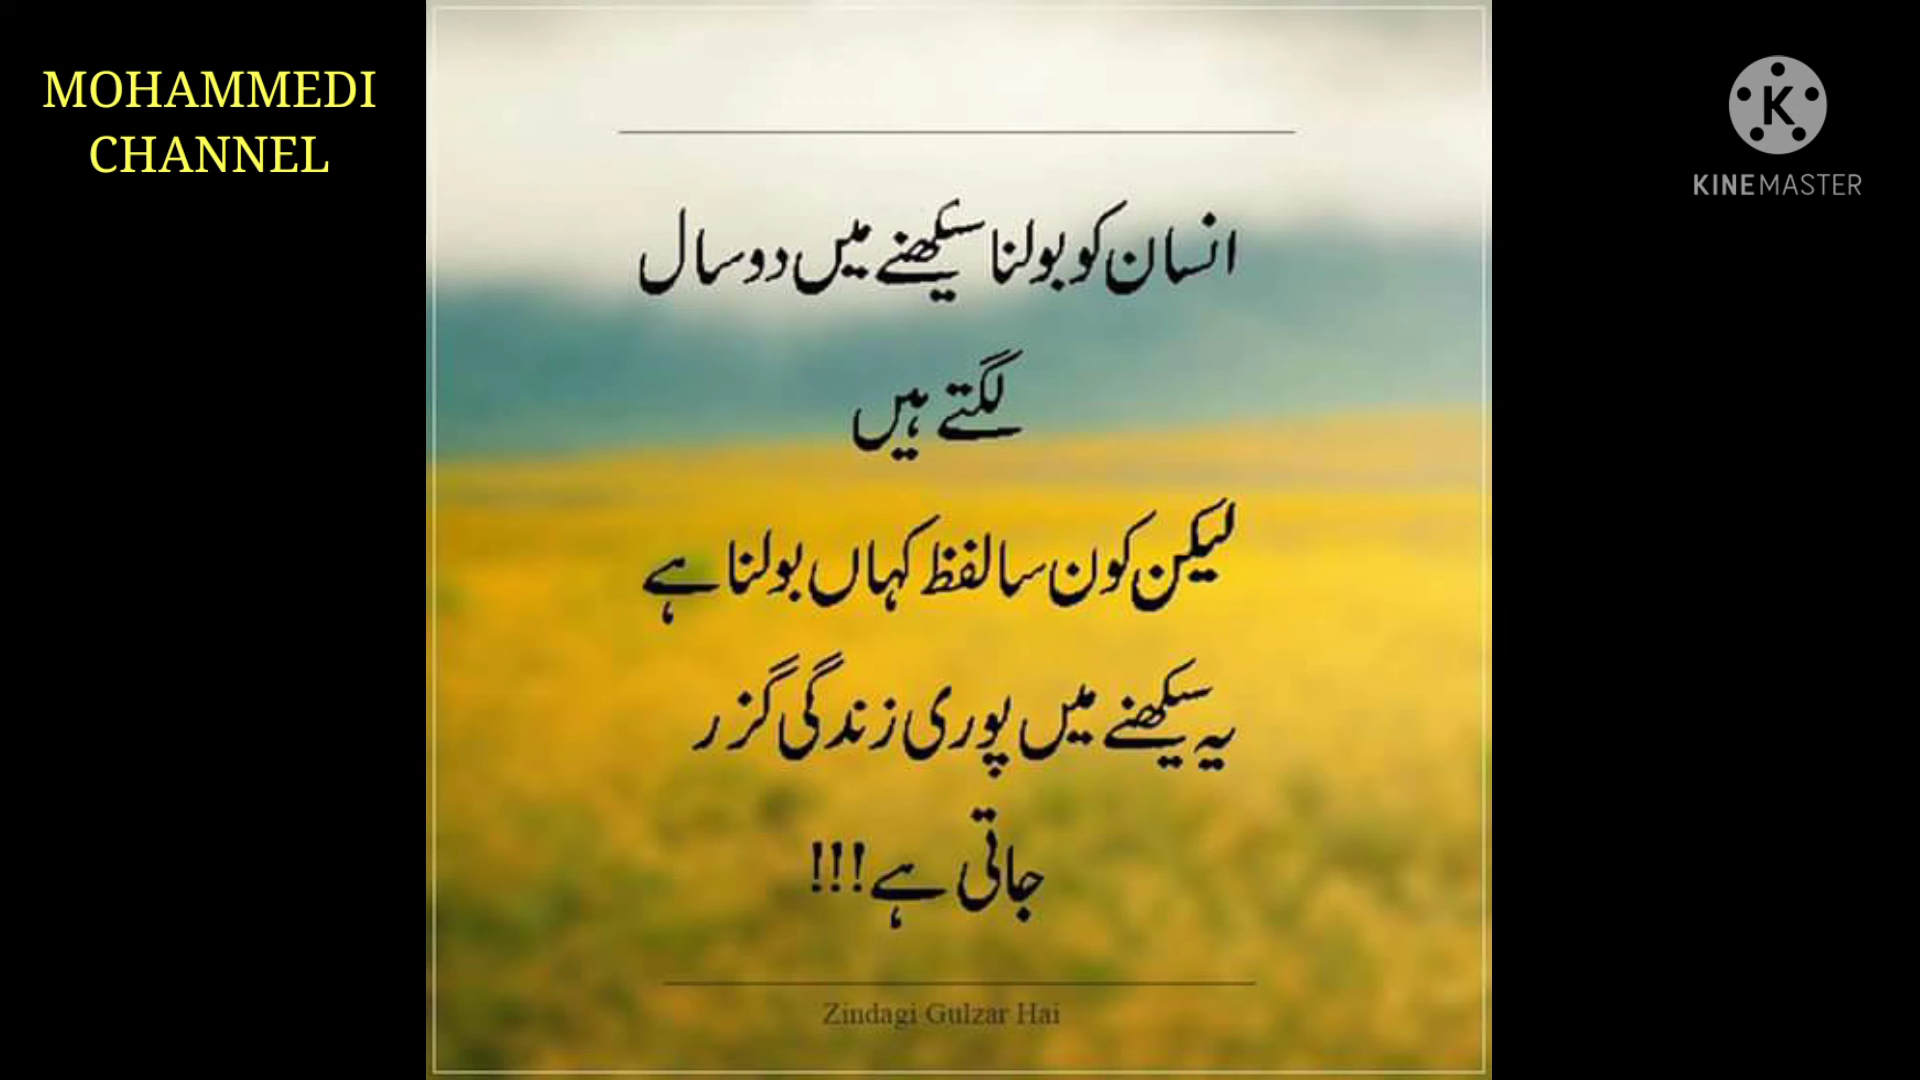 MOHAMMEDI
CHANNEL
K
KINEMASTER
انسان کو بولنا سیکھنے میں دو سال
لگتے ہیں
لیکن کون سا لفظ کہاں بولنا ہے
یہ سیکھنے میں پوری زندگی گزر
جاتی ہے!!!
Zindagi Gulzar Hai